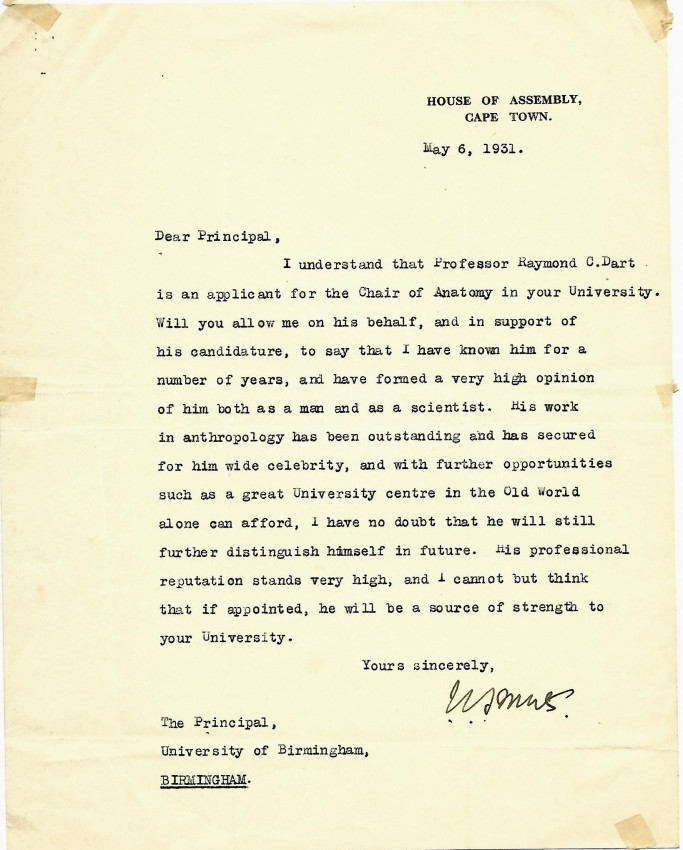 HOUSE OF ASSEMBLY,
CAPE TOWN.
May 6, 1931.
Dear Principal,
I understand that Professor Raymond C.Dart
is an applicant for the Chair of Anatomy in your University.
Will you allow me on his behalf, and in support of
his candidature, to say that I have known him for a
number of years, and have formed a very high opinion
of him both as a man and as a scientist. His work
in anthropology has been outstanding and has secured
for him wide celebrity, and with further opportunities
such as a great University centre in the Old World
alone can afford, I have no doubt that he will still
further distinguish himself in future. His professional
reputation stands very high, and I cannot but think
that if appointed, he will be a source of strength to
your University.
Yours sincerely,
The Principal,
University of Birmingham,
BIRMINGHAM.